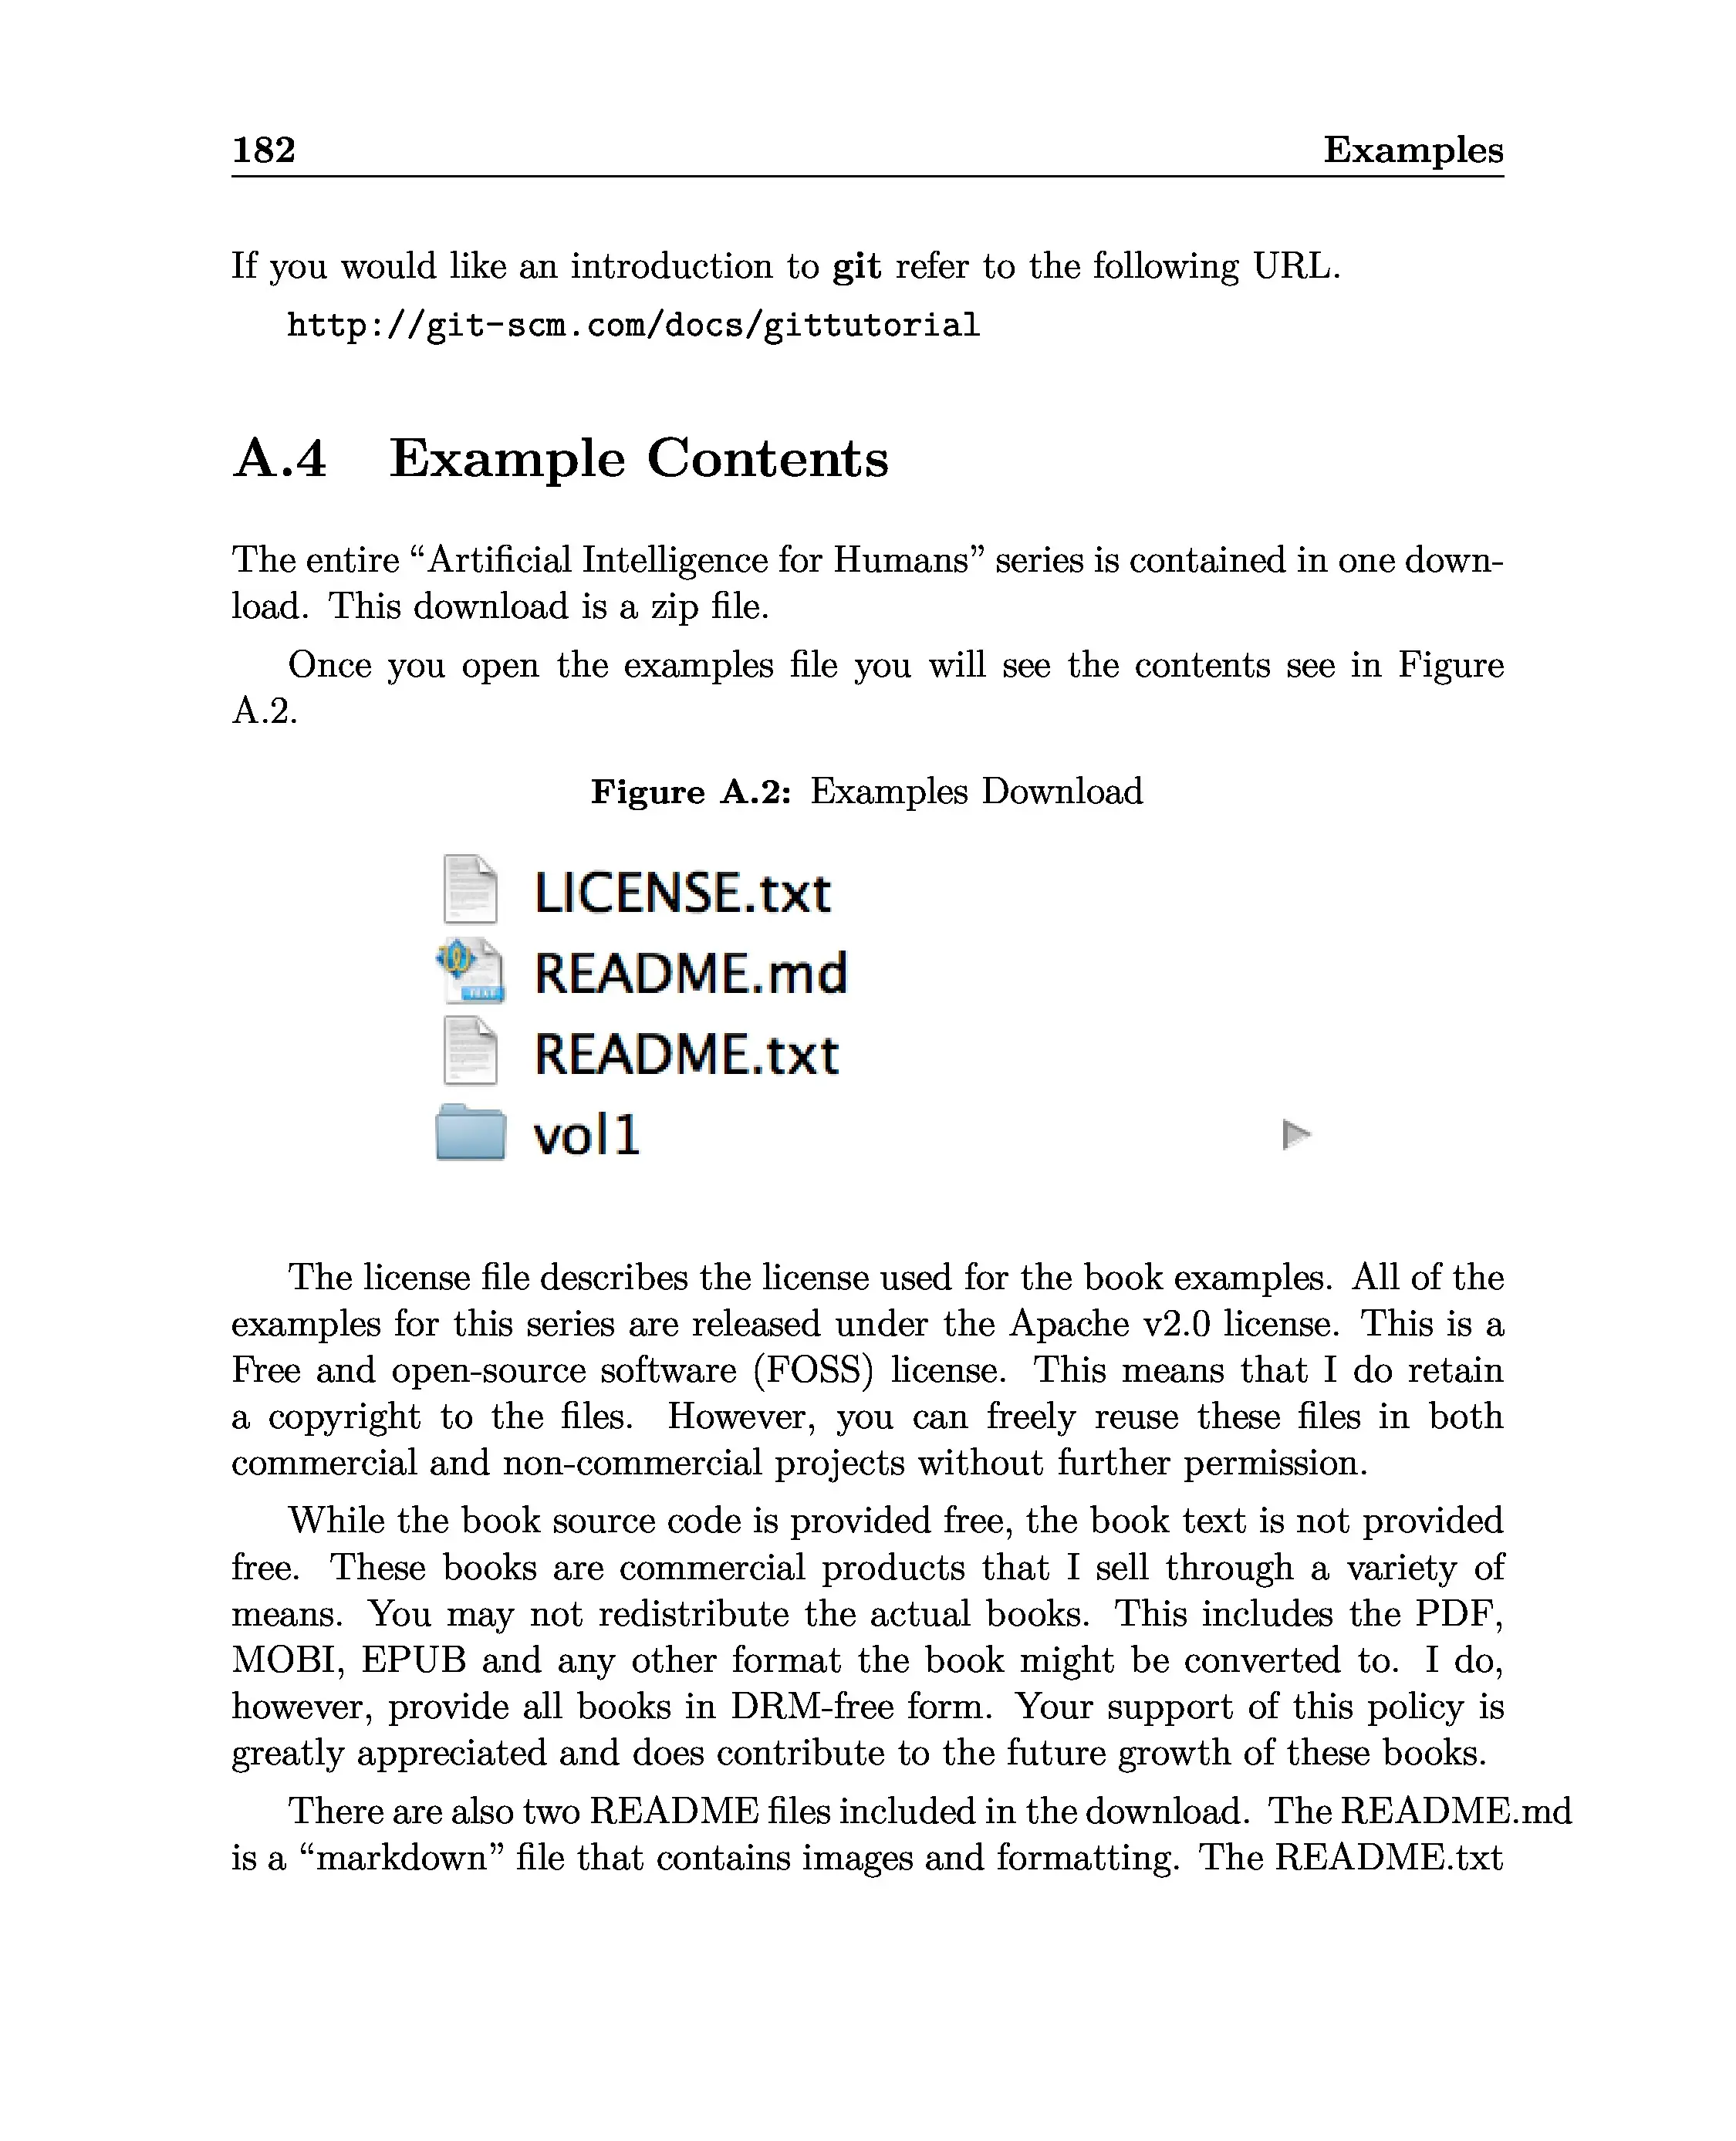 182 Examples
If you would like an introduction to git refer to the following URL.
http://git-scm.com/docs/gittutorial
A.4 Example Contents
The entire “Artificial Intelligence for Humans” series is contained in one down-
load. This download is a zip file.
Once you open the examples file you will see the contents see in Figure
A.2.
Figure A.2: Examples Download
LICENSE.txt
README.md
README.txt
vol1
The license file describes the license used for the book examples. All of the
examples for this series are released under the Apache v2.0 license. This is a
Free and open-source software (FOSS) license. This means that I do retain
a copyright to the files. However, you can freely reuse these files in both
commercial and non-commercial projects without further permission.
While the book source code is provided free, the book text is not provided
free. These books are commercial products that I sell through a variety of
means. You may not redistribute the actual books. This includes the PDF,
MOBI, EPUB and any other format the book might be converted to. I do,
however, provide all books in DRM-free form. Your support of this policy is
greatly appreciated and does contribute to the future growth of these books.
There are also two README files included in the download. The README.md
is a “markdown” file that contains images and formatting. The README.txt